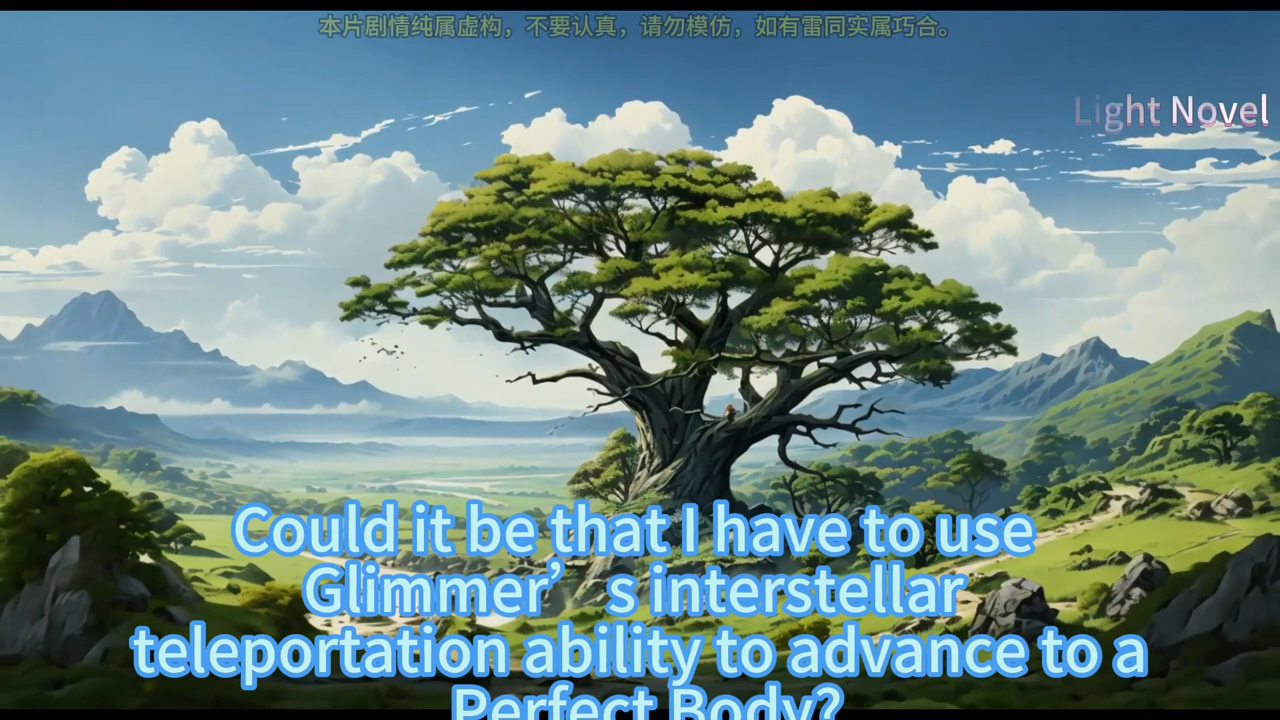 本片剧情纯属虚构，不要认真，请勿模仿，如有雷同实属巧合。
Light Novel
Could it be that I have to use
Glimmer’s interstellar
teleportation ability to advance to a
Perfect Body?